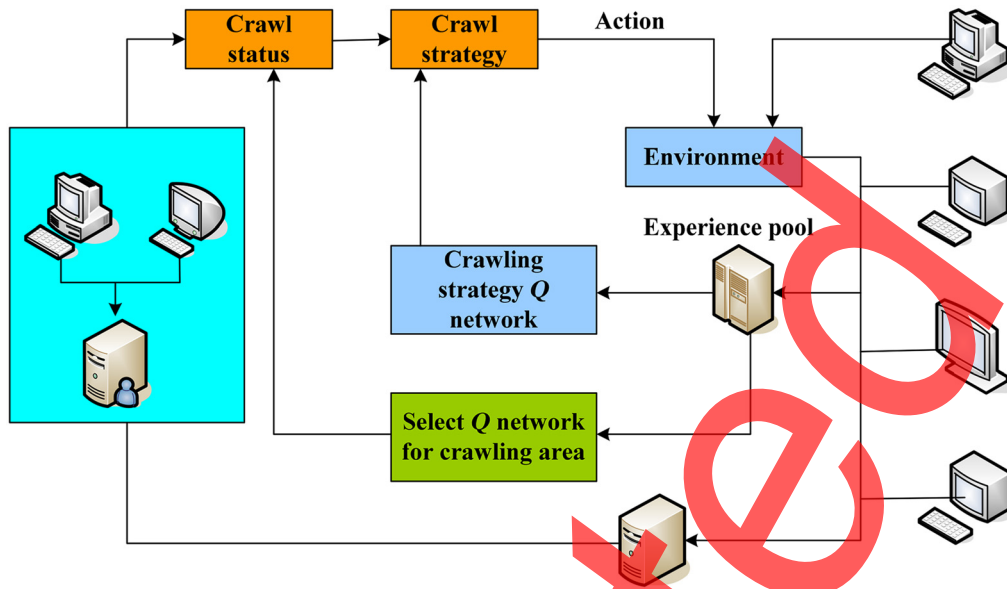 Crawl
status
Crawl
strategy
Action
Environment
Experience pool
Crawling
strategy Q
network
Select Q network
for crawling area